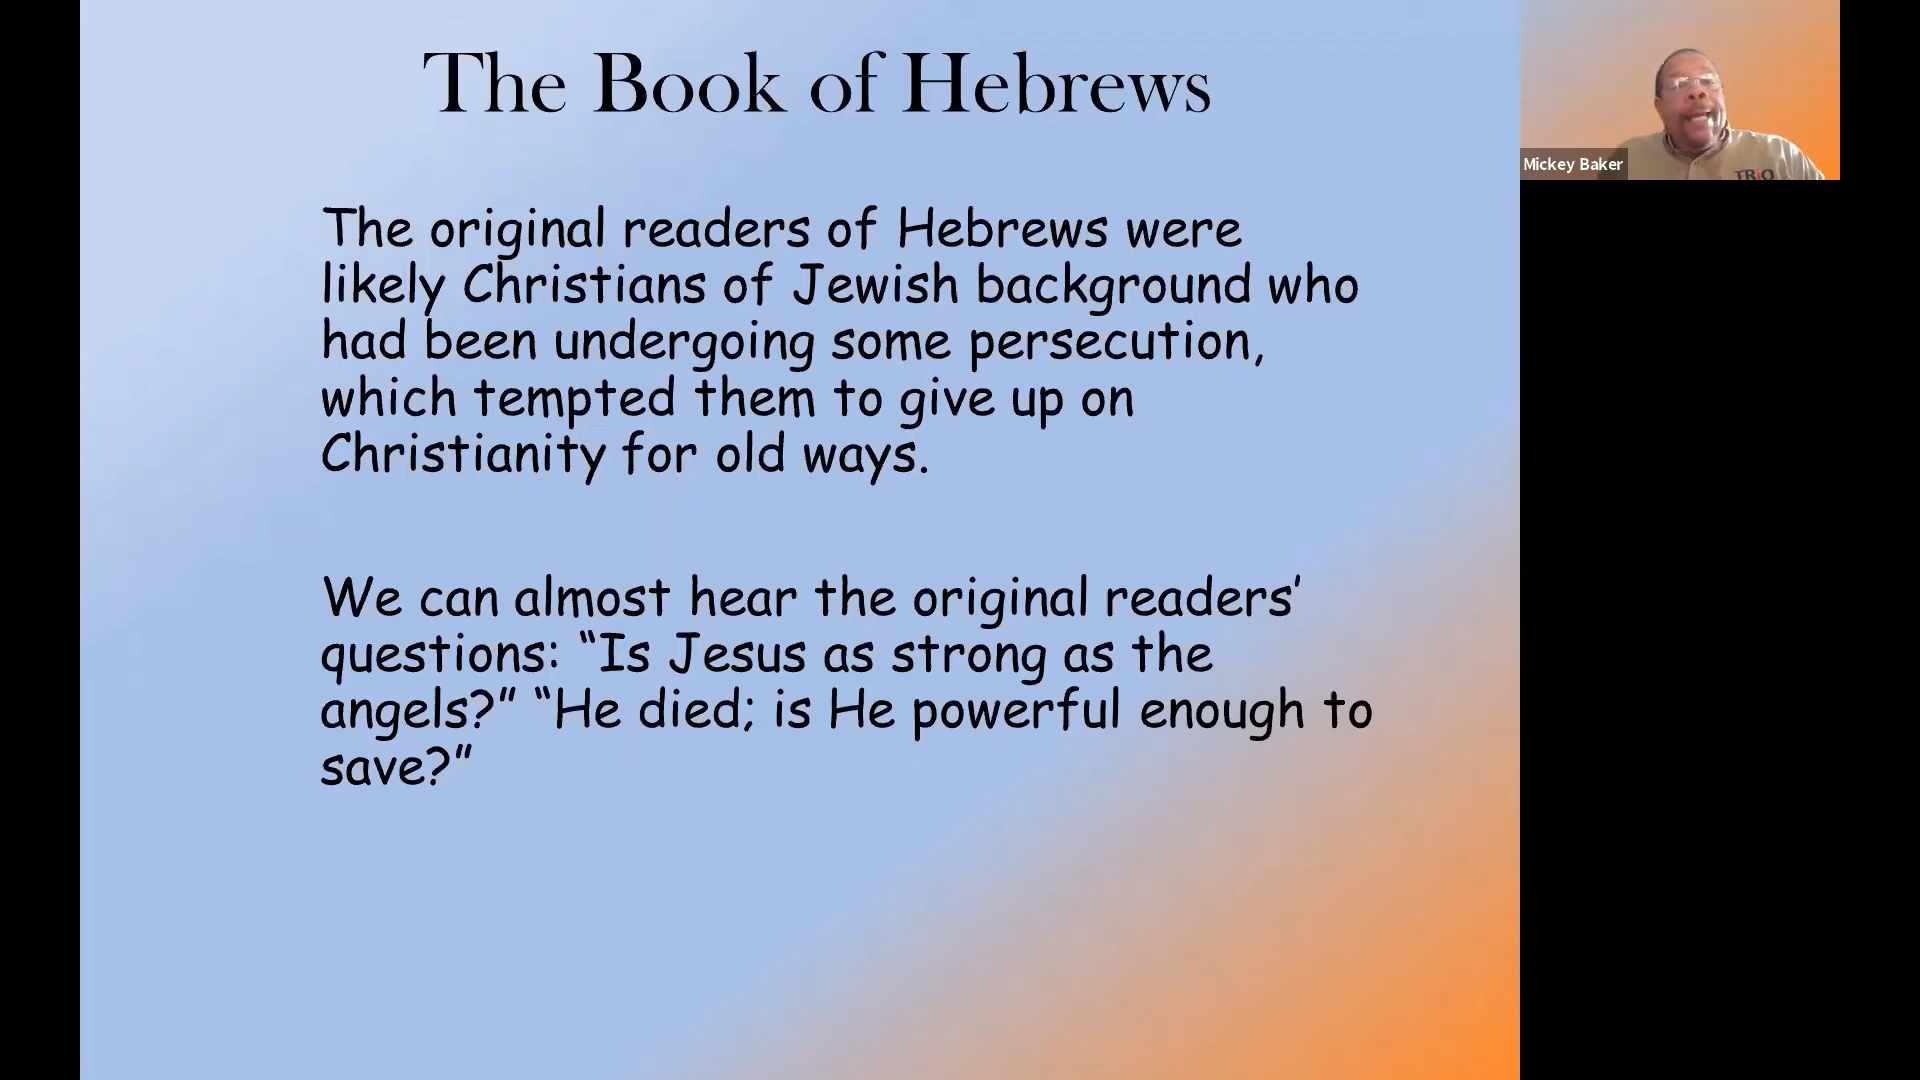 The Book of Hebrews
The original readers of Hebrews were
likely Christians of Jewish background who
had been undergoing some persecution,
which tempted them to give up on
Christianity for old ways.
We can almost hear the original readers’
questions: “Is Jesus as strong as the
angels?” “He died; is He powerful enough to
save?”
Mickey Baker
TRiO